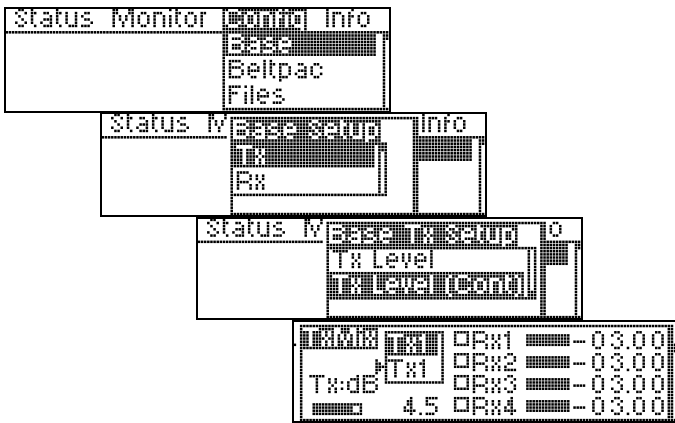 Status Monitor Config Info
Base
Beltpac
Files
Status M Base Setup Info
Tx
Rx
Status M Base Tx Setup o
Tx Level
Tx Level (Cont)
TxMix Tx1 Rx1 -03.00
Tx1 Rx2 -03.00
Tx:dB Rx3 -03.00
4.5 Rx4 -03.00